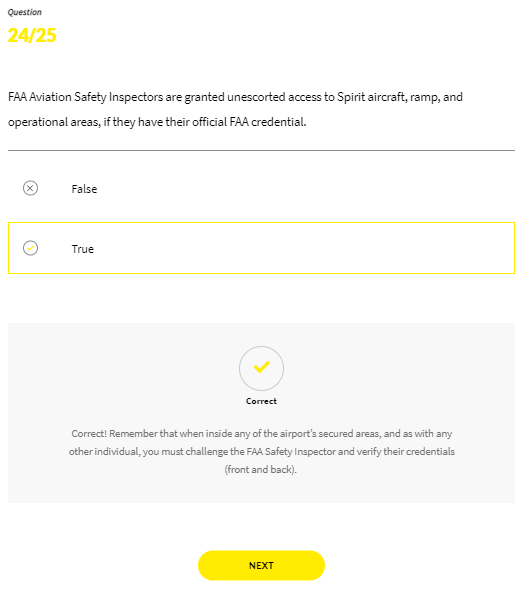 Question
24/25
FAA Aviation Safety Inspectors are granted unescorted access to Spirit aircraft, ramp, and
operational areas, if they have their official FAA credential.
False
True
Correct
Correct! Remember that when inside any of the airport's secured areas, and as with any
other individual, you must challenge the FAA Safety Inspector and verify their credentials
(front and back).
NEXT